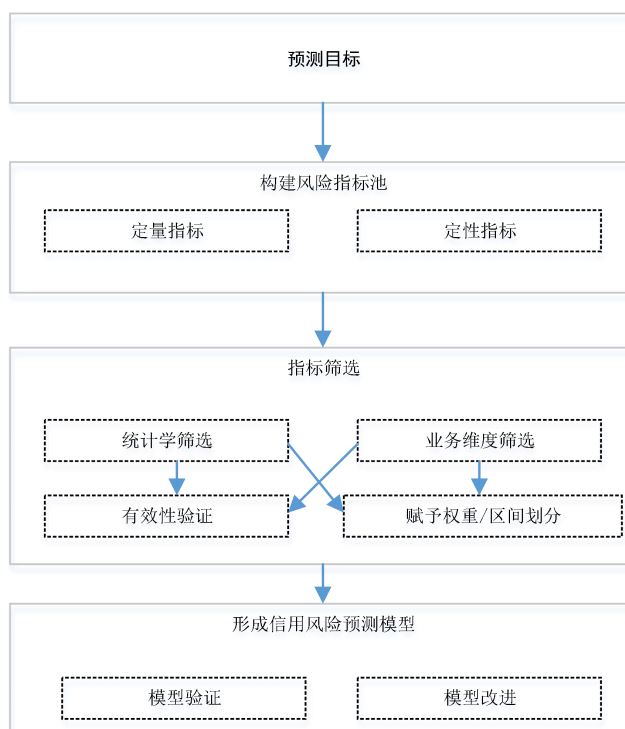 预测目标
构建风险指标池
定量指标
定性指标
指标筛选
统计学筛选
业务维度筛选
有效性验证
赋予权重/区间划分
形成信用风险预测模型
模型验证
模型改进